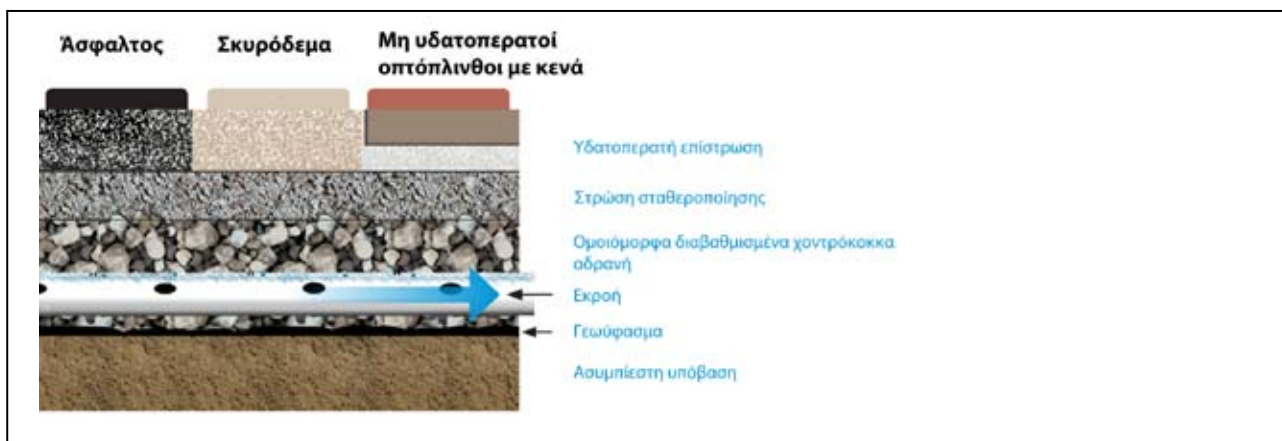 Άσφαλτος
Σκυρόδεμα
Μη υδατοπερατοί
οπτόπλινθοι με κενά
Υδατοπερατή επίστρωση
Στρώση σταθεροποίησης
Ομοιόμορφα διαβαθμισμένα χοντρόκοκκα
αδρανή
Εκροή
Γεωύφασμα
Ασυμπίεστη υπόβαση